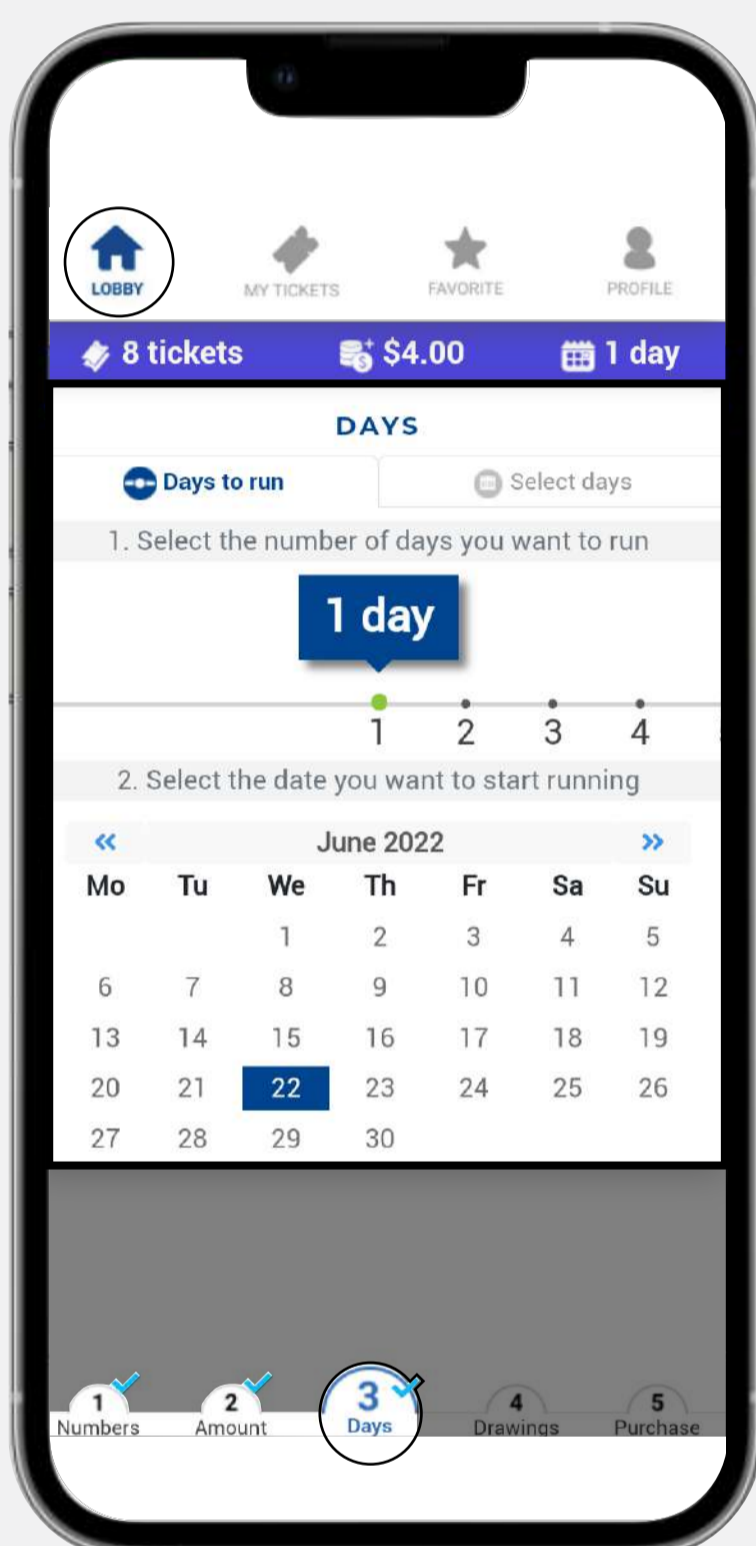 LOBBY MY TICKETS FAVORITE PROFILE
8 tickets $4.00 1 day
DAYS
Days to run Select days
1. Select the number of days you want to run
1 day
1 2 3 4
2. Select the date you want to start running
« June 2022 »
Mo Tu We Th Fr Sa Su
1 2 3 4 5
6 7 8 9 10 11 12
13 14 15 16 17 18 19
20 21 22 23 24 25 26
27 28 29 30
1 2 3 4 5
Numbers Amount Days Drawings Purchase